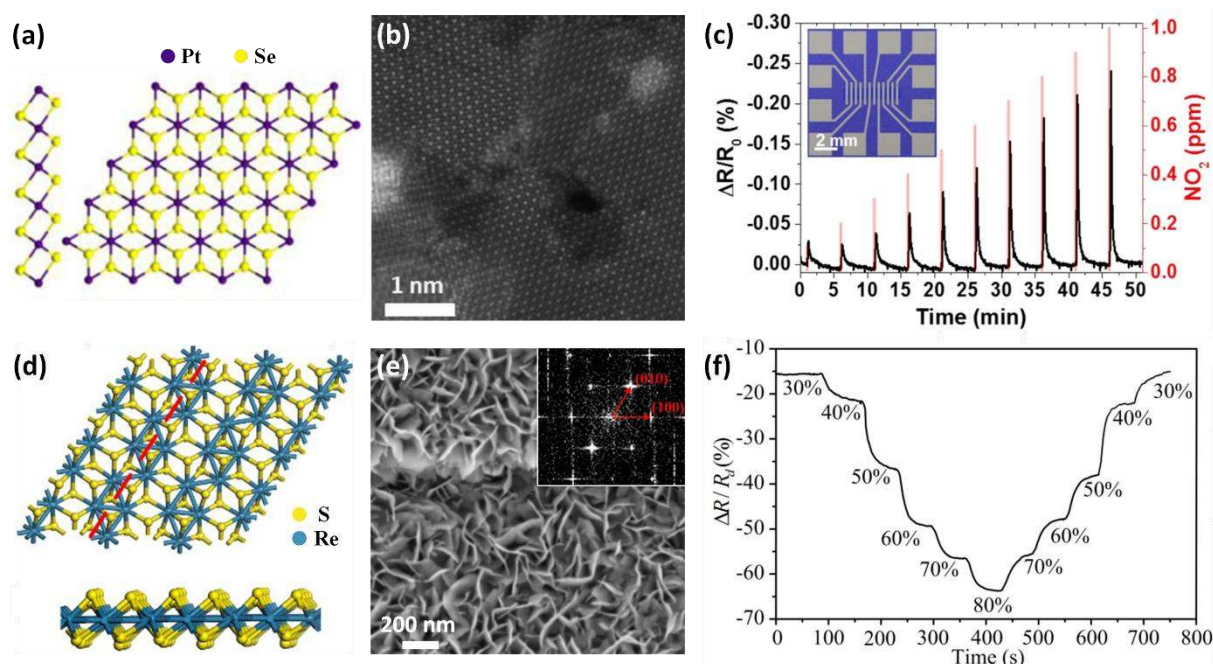 (a)
Pt
Se
(b)
1 nm
(c)
ΔR/R0 (%)
-0.30
-0.25
-0.20
-0.15
-0.10
-0.05
0.00
2 mm
0 5 10 15 20 25 30 35 40 45 50
Time (min)
1.0
0.8
0.6
0.4
0.2
0.0
NO2 (ppm)
(d)
S
Re
(e)
(010)
(100)
200 nm
(f)
ΔR / Rd (%)
-10
-20
-30
-40
-50
-60
-70
30%
40%
50%
60%
70%
80%
70%
60%
50%
40%
30%
0 100 200 300 400 500 600 700 800
Time (s)